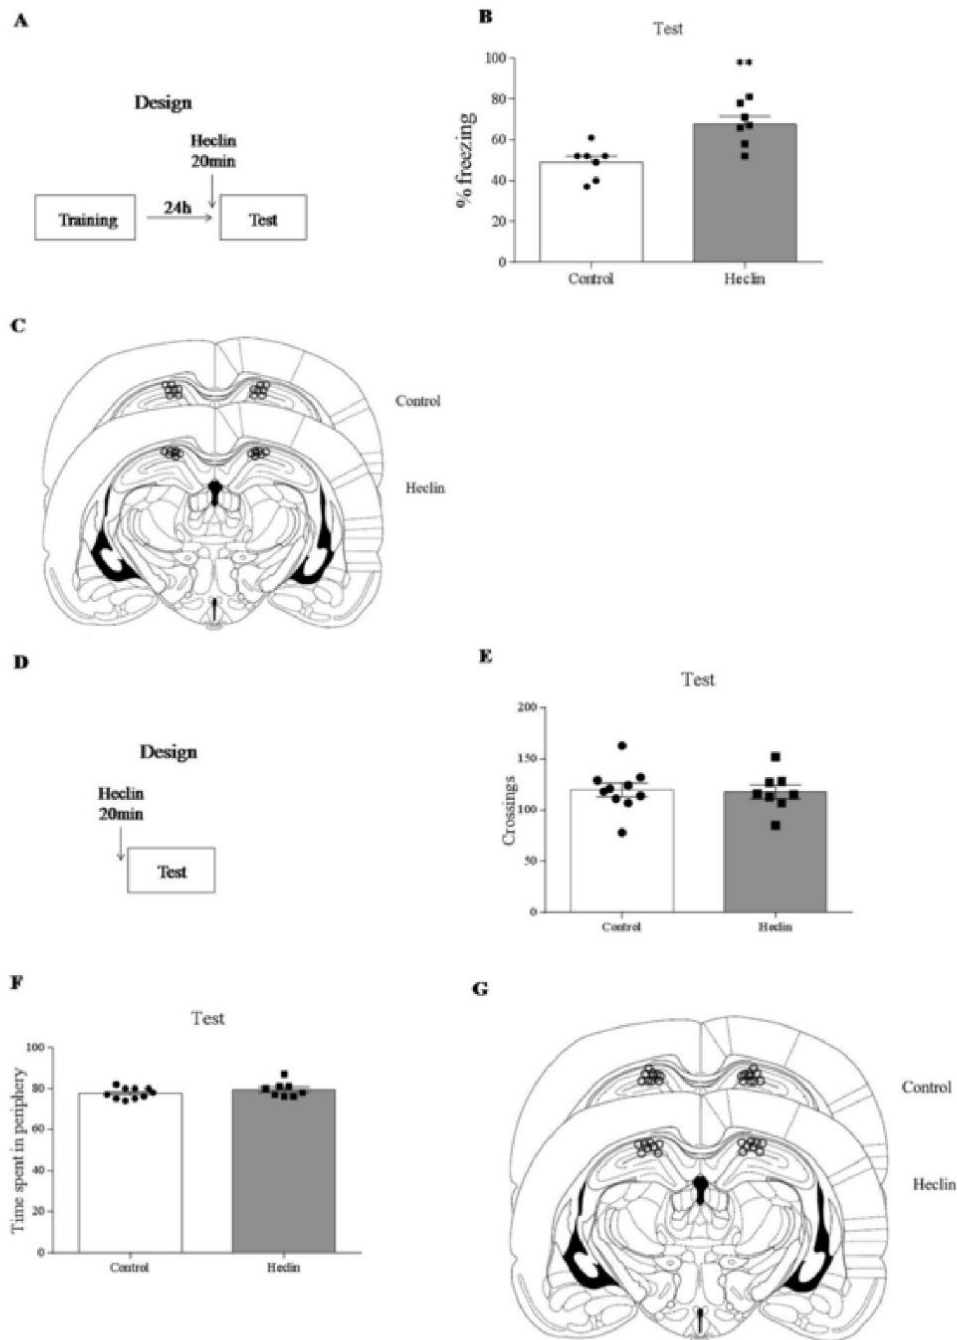 A
Design
Heclin
20min
Training
24h
Test
B
Test
**
100
80
60
40
20
0
% freezing
Control
Heclin
C
Control
Heclin
D
Design
Heclin
20min
Test
E
Test
200
150
100
50
0
Crossings
Control
Heclin
F
Test
100
80
60
40
20
0
Time spent in periphery
Control
Heclin
G
Control
Heclin